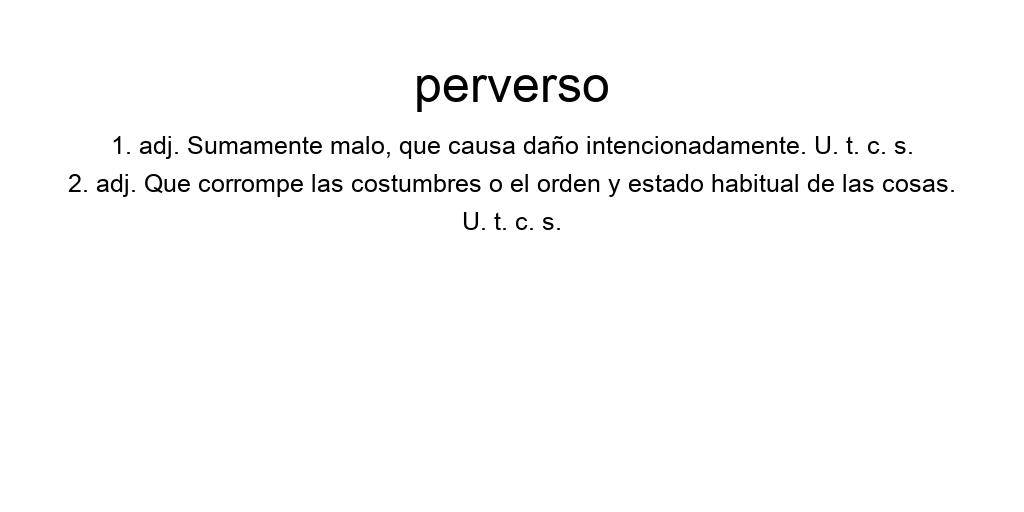 perverso
1. adj. Sumamente malo, que causa daño intencionadamente. U. t. c. s.
2. adj. Que corrompe las costumbres o el orden y estado habitual de las cosas.
U. t. c. s.